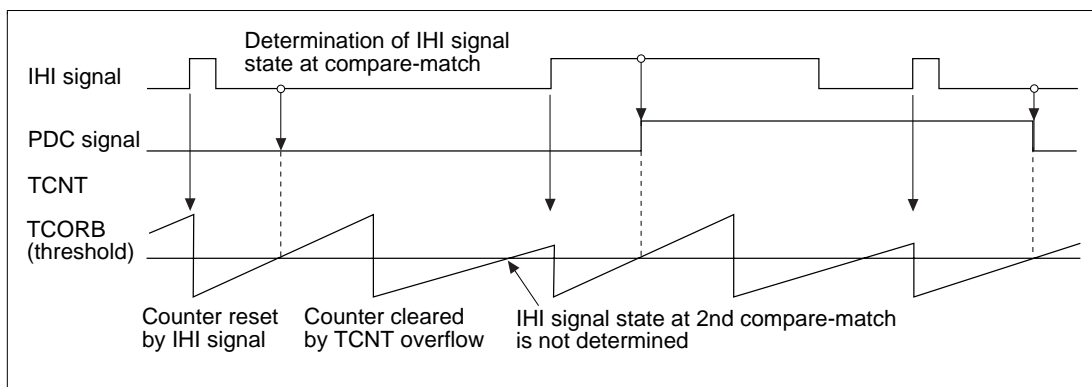 Determination of IHI signal
state at compare-match
IHI signal
PDC signal
TCNT
TCORB
(threshold)
Counter reset
by IHI signal
Counter cleared
by TCNT overflow
IHI signal state at 2nd compare-match
is not determined